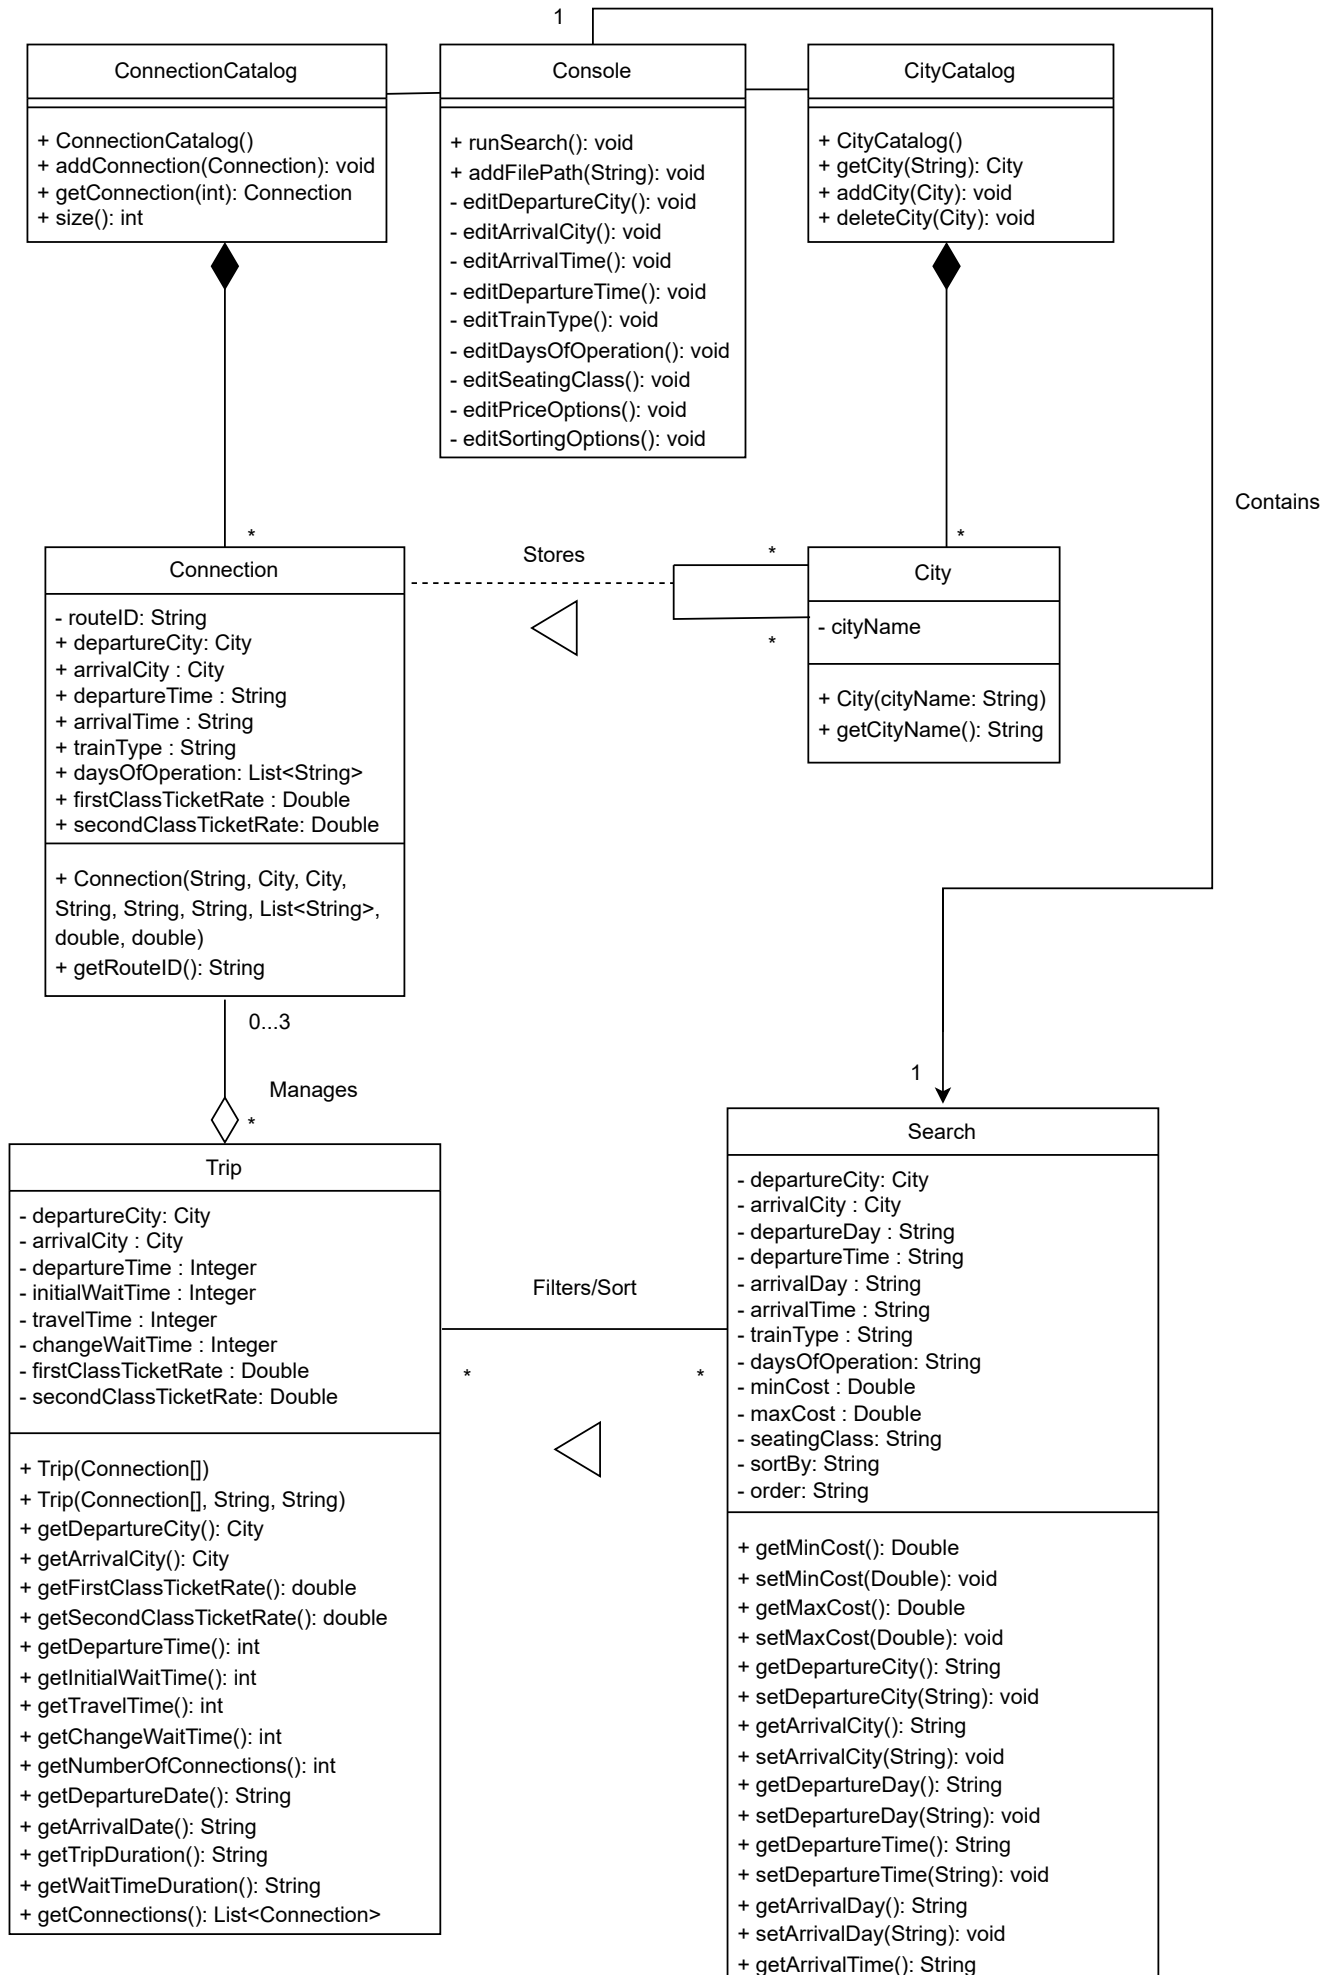 1
ConnectionCatalog
+ ConnectionCatalog()
+ addConnection(Connection): void
+ getConnection(int): Connection
+ size(): int
Console
+ runSearch(): void
+ addFilePath(String): void
- editDepartureCity(): void
- editArrivalCity(): void
- editArrivalTime(): void
- editDepartureTime(): void
- editTrainType(): void
- editDaysOfOperation(): void
- editSeatingClass(): void
- editPriceOptions(): void
- editSortingOptions(): void
CityCatalog
+ CityCatalog()
+ getCity(String): City
+ addCity(City): void
+ deleteCity(City): void
Contains
*
*
Connection
- routeID: String
+ departureCity: City
+ arrivalCity : City
+ departureTime : String
+ arrivalTime : String
+ trainType : String
+ daysOfOperation: List<String>
+ firstClassTicketRate : Double
+ secondClassTicketRate: Double
+ Connection(String, City, City,
String, String, String, List<String>,
double, double)
+ getRouteID(): String
Stores
*
*
City
- cityName
+ City(cityName: String)
+ getCityName(): String
0...3
Manages
*
1
Trip
- departureCity: City
- arrivalCity : City
- departureTime : Integer
- initialWaitTime : Integer
- travelTime : Integer
- changeWaitTime : Integer
- firstClassTicketRate : Double
- secondClassTicketRate: Double
+ Trip(Connection[])
+ Trip(Connection[], String, String)
+ getDepartureCity(): City
+ getArrivalCity(): City
+ getFirstClassTicketRate(): double
+ getSecondClassTicketRate(): double
+ getDepartureTime(): int
+ getInitialWaitTime(): int
+ getTravelTime(): int
+ getChangeWaitTime(): int
+ getNumberOfConnections(): int
+ getDepartureDate(): String
+ getArrivalDate(): String
+ getTripDuration(): String
+ getWaitTimeDuration(): String
+ getConnections(): List<Connection>
Filters/Sort
*
*
Search
- departureCity: City
- arrivalCity : City
- departureDay : String
- departureTime : String
- arrivalDay : String
- arrivalTime : String
- trainType : String
- daysOfOperation: String
- minCost : Double
- maxCost : Double
- seatingClass: String
- sortBy: String
- order: String
+ getMinCost(): Double
+ setMinCost(Double): void
+ getMaxCost(): Double
+ setMaxCost(Double): void
+ getDepartureCity(): String
+ setDepartureCity(String): void
+ getArrivalCity(): String
+ setArrivalCity(String): void
+ getDepartureDay(): String
+ setDepartureDay(String): void
+ getDepartureTime(): String
+ setDepartureTime(String): void
+ getArrivalDay(): String
+ setArrivalDay(String): void
+ getArrivalTime(): String